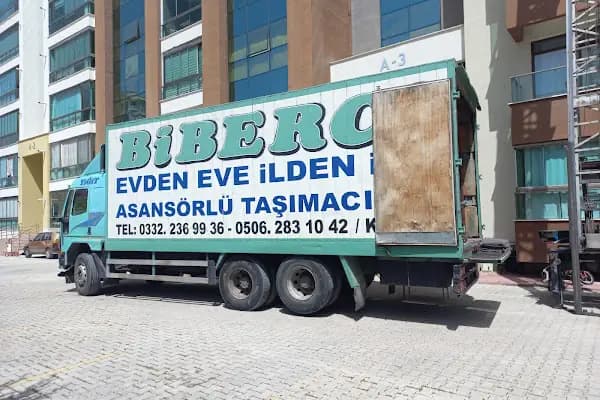 A-3
BiBERO
EVDEN EVE iLDEN İ
ASANSÖRLÜ TAŞIMACI
TEL: 0332. 236 99 36 - 0506. 283 10 42 / K